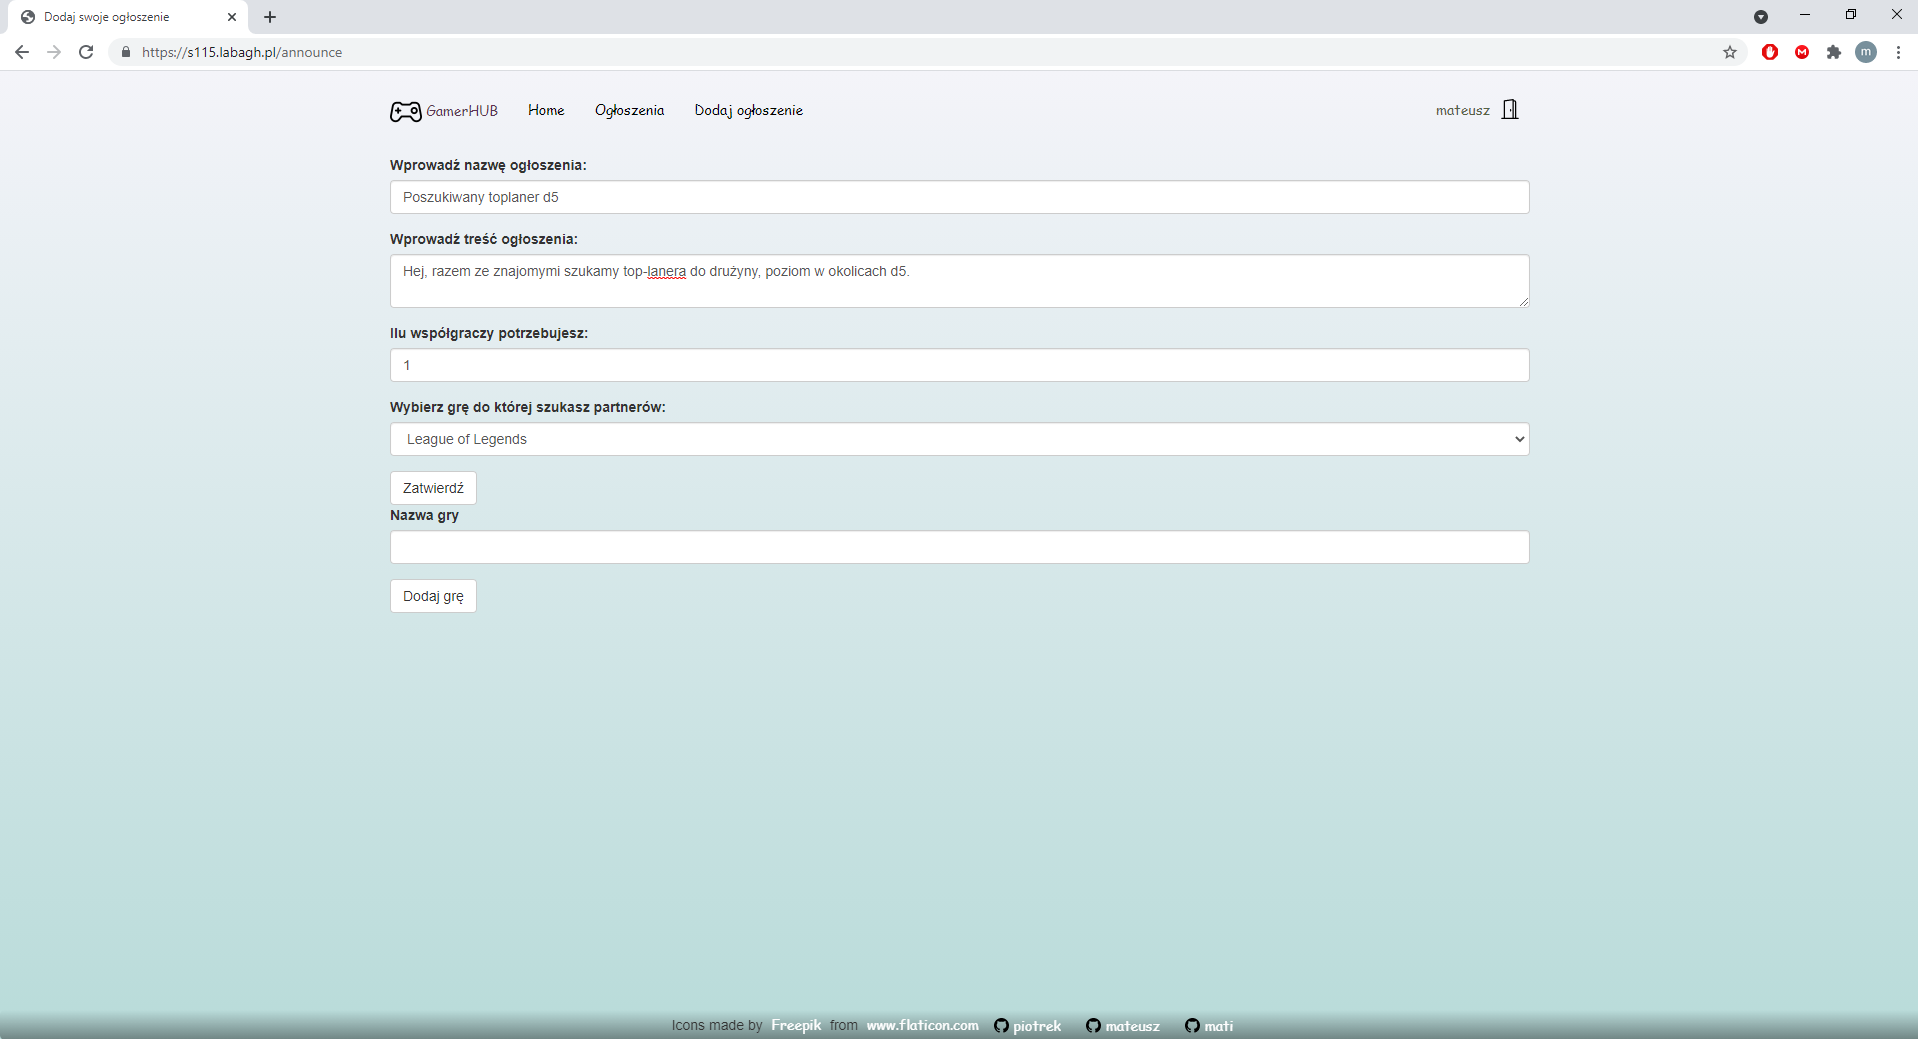 Dodaj swoje ogłoszenie
https://s115.labagh.pl/announce
M
m
GamerHUB Home Ogłoszenia Dodaj ogłoszenie mateusz
Wprowadź nazwę ogłoszenia:
Poszukiwany toplaner d5
Wprowadź treść ogłoszenia:
Hej, razem ze znajomymi szukamy top-lanera do drużyny, poziom w okolicach d5.
Ilu współgraczy potrzebujesz:
1
Wybierz grę do której szukasz partnerów:
League of Legends
Zatwierdź
Nazwa gry
Dodaj grę
Icons made by Freepik from www.flaticon.com piotrek mateusz mati